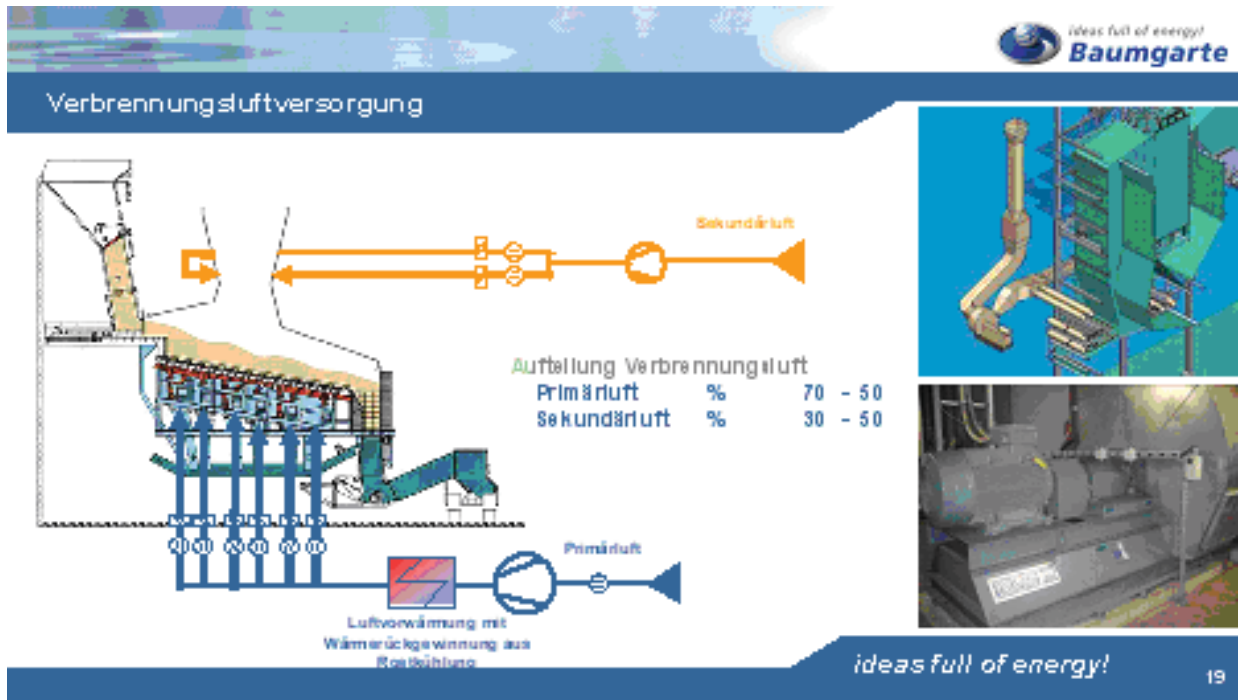 ideas full of energy!
Baumgarte
Verbrennungsluftversorgung
Sekundärluft
Aufteilung Verbrennungsluft
Primärluft % 70 - 50
Sekundärluft % 30 - 50
Primärluft
Luftvorwärmung mit
Wärmerückgewinnung aus
Rostkühlung
ideas full of energy!
19